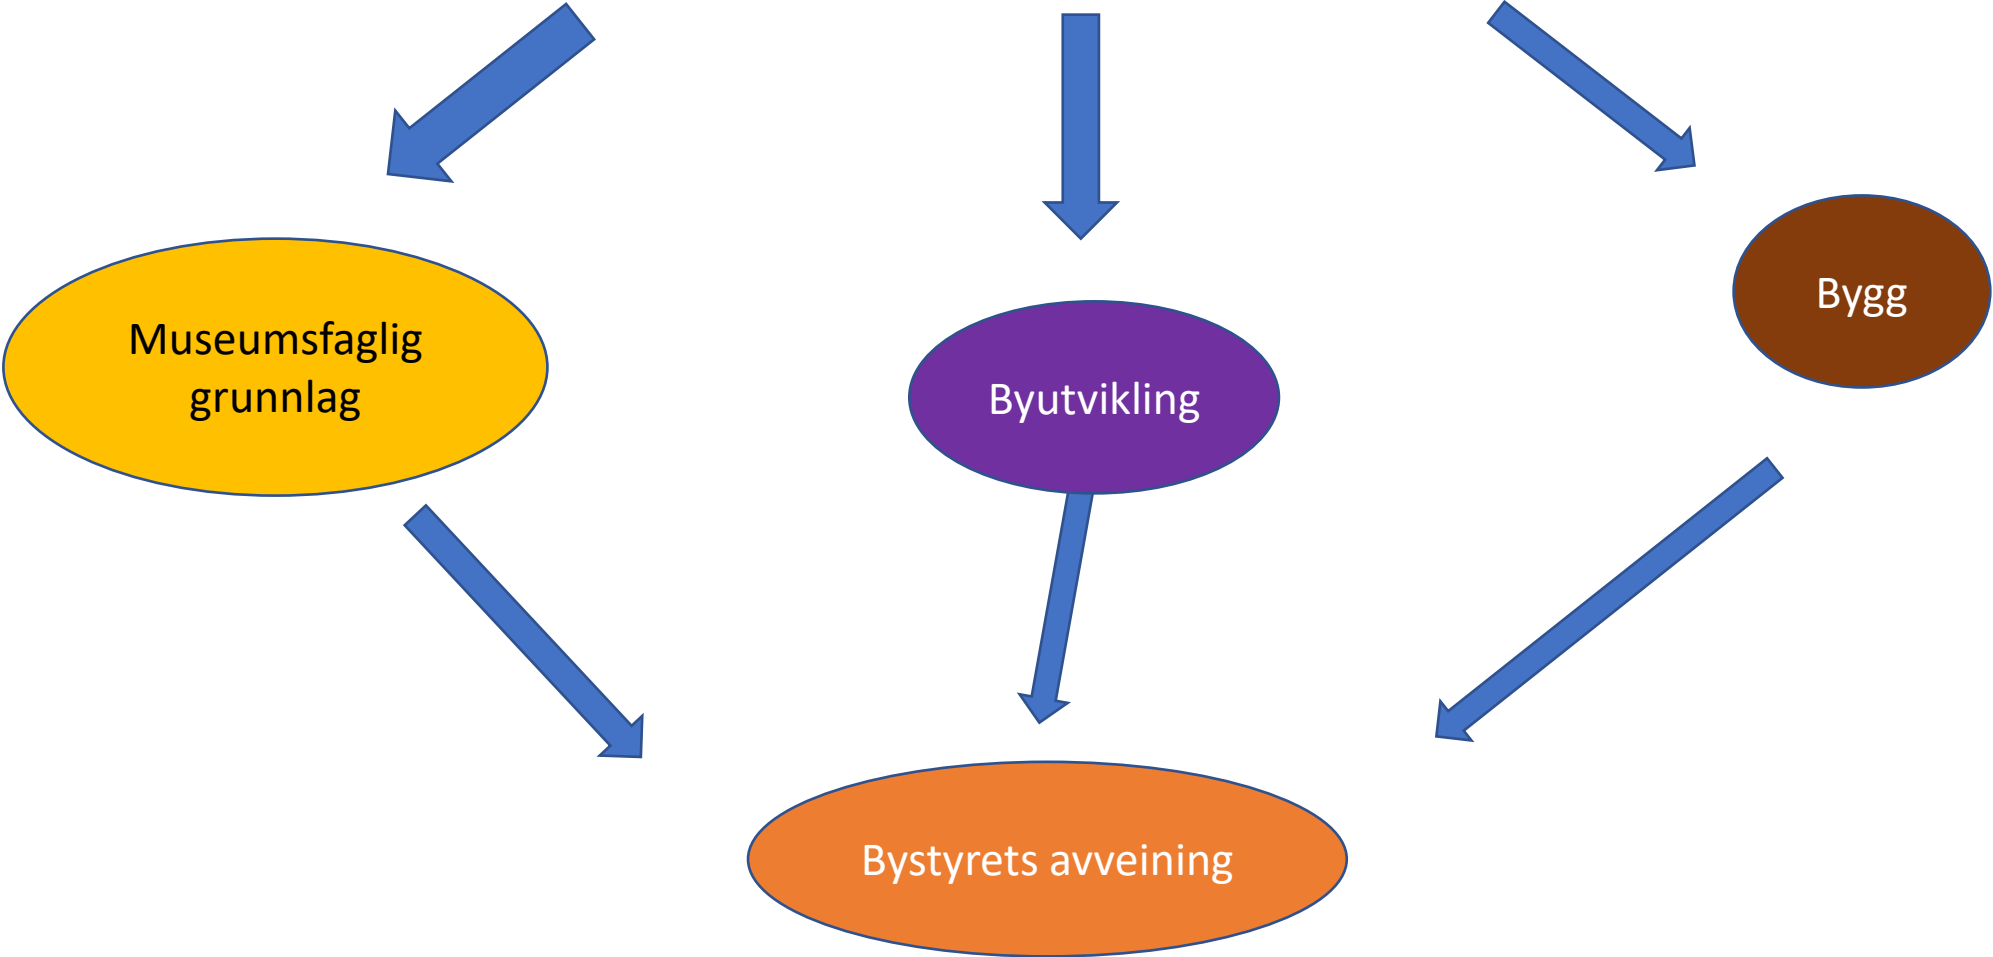 Museumsfaglig
grunnlag
Byutvikling
Bygg
Bystyrets avveining